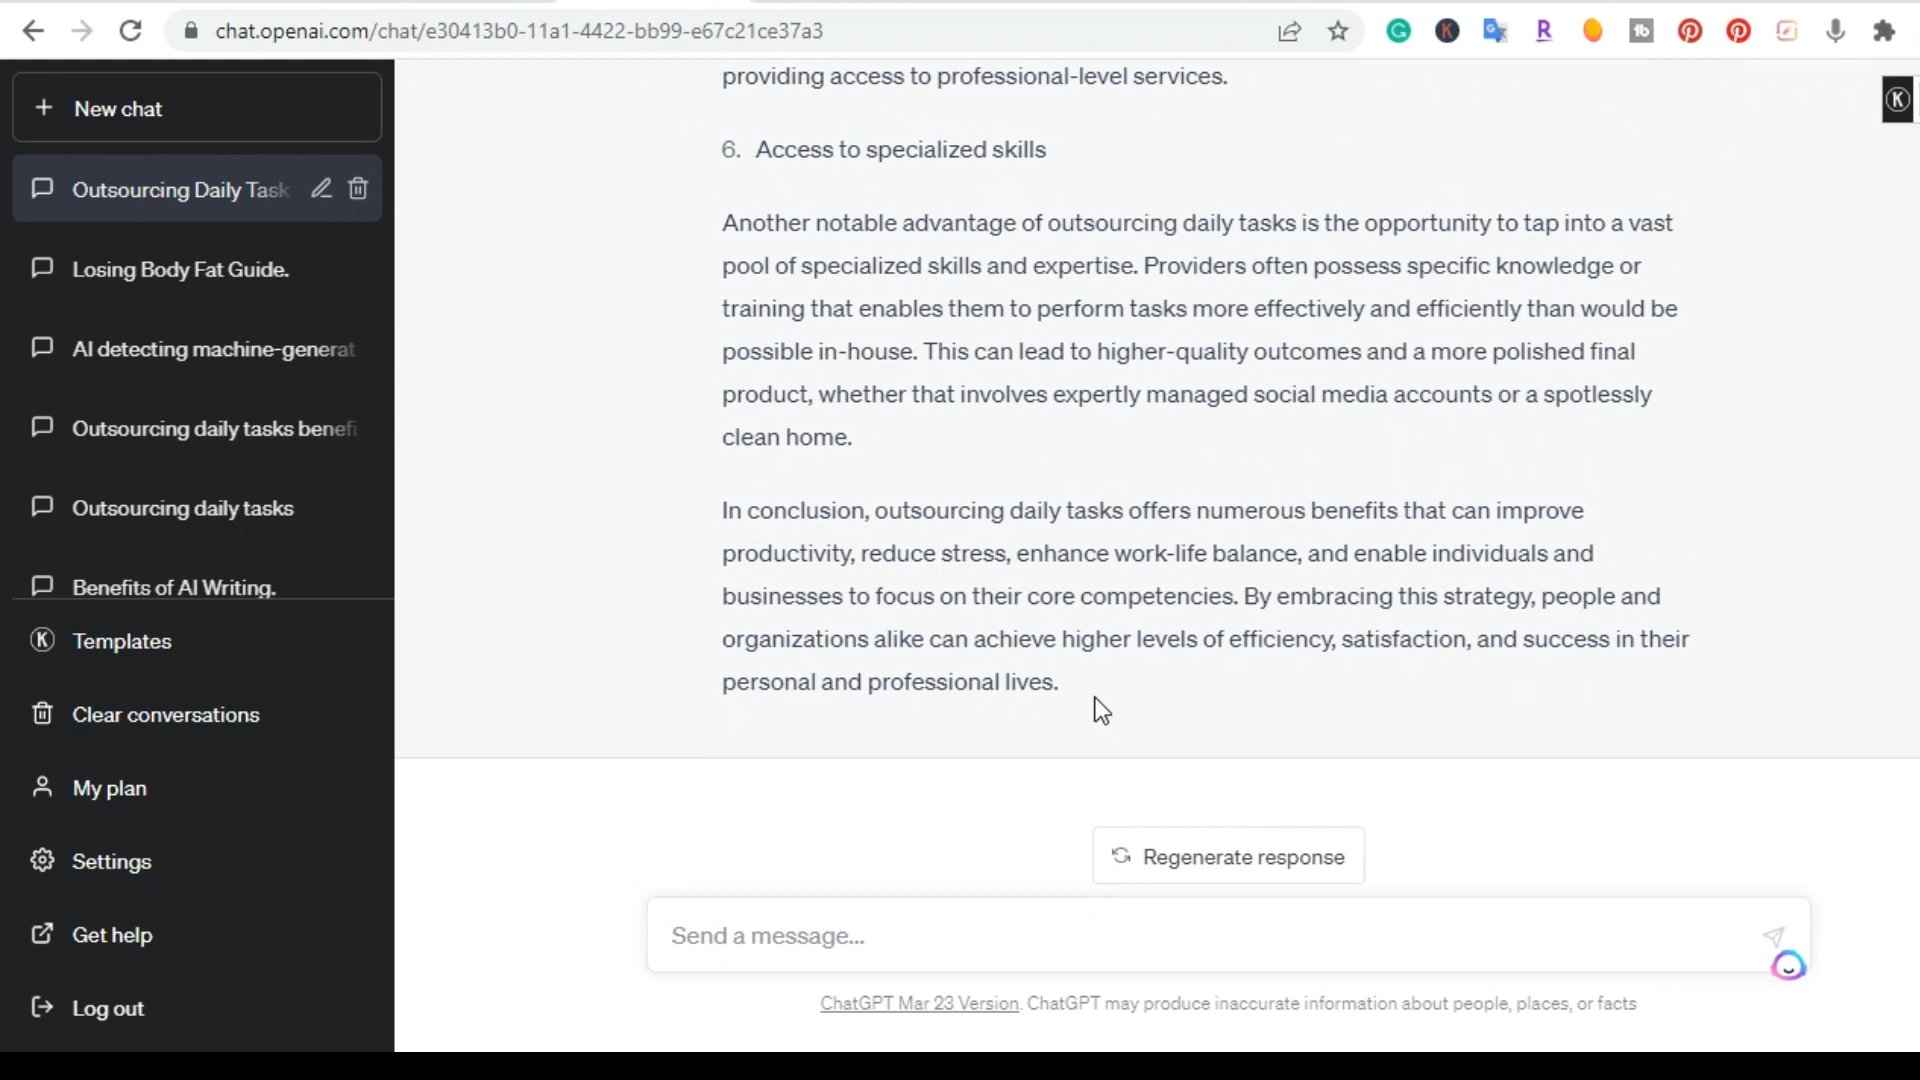 chat.openai.com/chat/e30413b0-11a1-4422-bb99-e67c21ce37a3
G
K
R
tb
K
New chat
Outsourcing Daily Task
Losing Body Fat Guide.
AI detecting machine-generat
Outsourcing daily tasks benefi
Outsourcing daily tasks
Benefits of AI Writing.
K Templates
Clear conversations
My plan
Settings
Get help
Log out
providing access to professional-level services.
6. Access to specialized skills
Another notable advantage of outsourcing daily tasks is the opportunity to tap into a vast
pool of specialized skills and expertise. Providers often possess specific knowledge or
training that enables them to perform tasks more effectively and efficiently than would be
possible in-house. This can lead to higher-quality outcomes and a more polished final
product, whether that involves expertly managed social media accounts or a spotlessly
clean home.
In conclusion, outsourcing daily tasks offers numerous benefits that can improve
productivity, reduce stress, enhance work-life balance, and enable individuals and
businesses to focus on their core competencies. By embracing this strategy, people and
organizations alike can achieve higher levels of efficiency, satisfaction, and success in their
personal and professional lives.
Regenerate response
Send a message...
ChatGPT Mar 23 Version. ChatGPT may produce inaccurate information about people, places, or facts